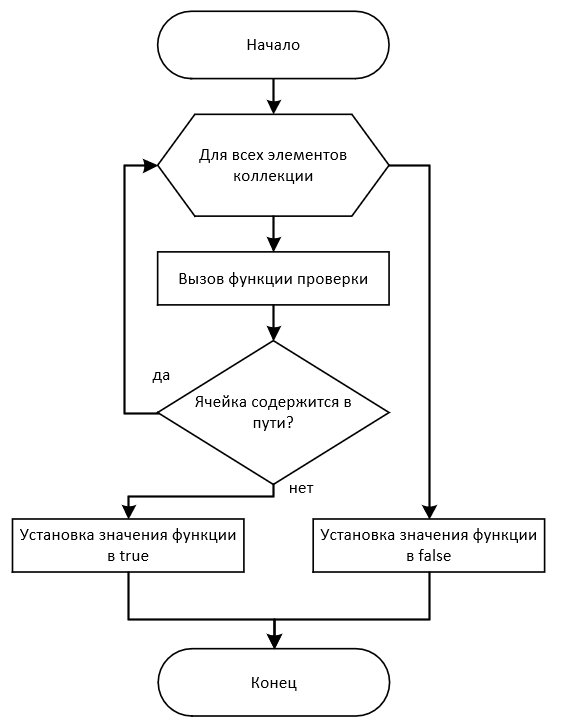 Начало
Для всех элементов
коллекции
Вызов функции проверки
да
Ячейка содержится в
пути?
нет
Установка значения функции
в true
Установка значения функции
в false
Конец